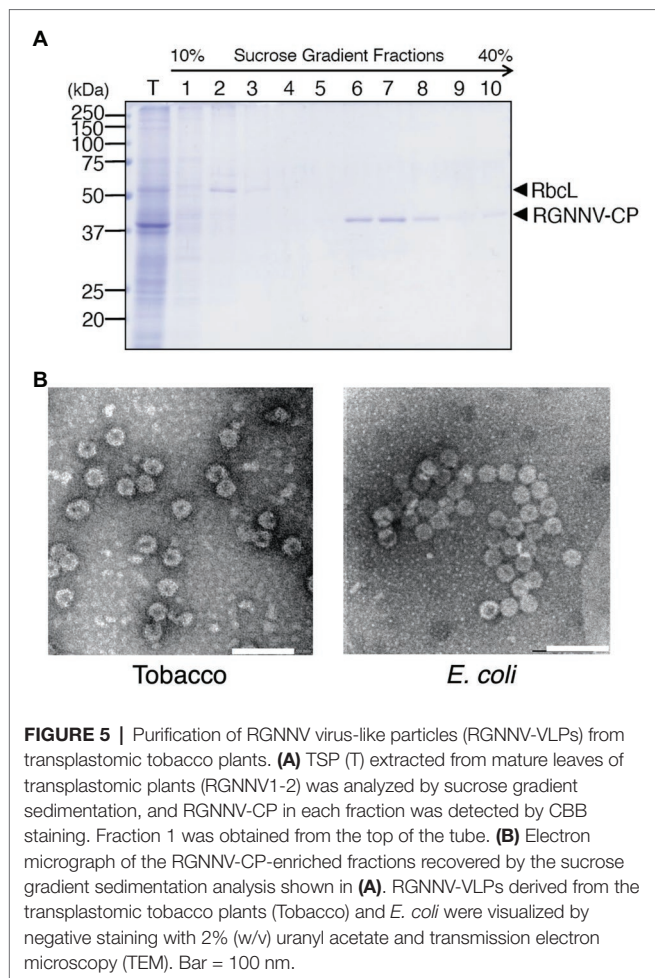 A
10% Sucrose Gradient Fractions 40%
(kDa) T 1 2 3 4 5 6 7 8 9 10
250
150
100
75
50
37
25
20
RbcL
RGNNV-CP
B
Tobacco E. coli
FIGURE 5 | Purification of RGNNV virus-like particles (RGNNV-VLPs) from
transplastomic tobacco plants. (A) TSP (T) extracted from mature leaves of
transplastomic plants (RGNNV1-2) was analyzed by sucrose gradient
sedimentation, and RGNNV-CP in each fraction was detected by CBB
staining. Fraction 1 was obtained from the top of the tube. (B) Electron
micrograph of the RGNNV-CP-enriched fractions recovered by the sucrose
gradient sedimentation analysis shown in (A). RGNNV-VLPs derived from the
transplastomic tobacco plants (Tobacco) and E. coli were visualized by
negative staining with 2% (w/v) uranyl acetate and transmission electron
microscopy (TEM). Bar = 100 nm.